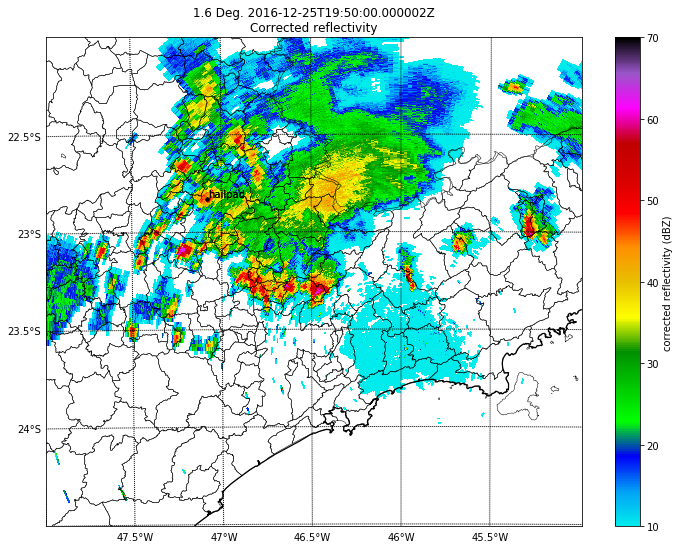 1.6 Deg. 2016-12-25T19:50:00.000002Z
Corrected reflectivity
70
60
50
40
30
20
10
corrected reflectivity (dBZ)
22.5°S
23°S
23.5°S
24°S
hailpad
47.5°W
47°W
46.5°W
46°W
45.5°W